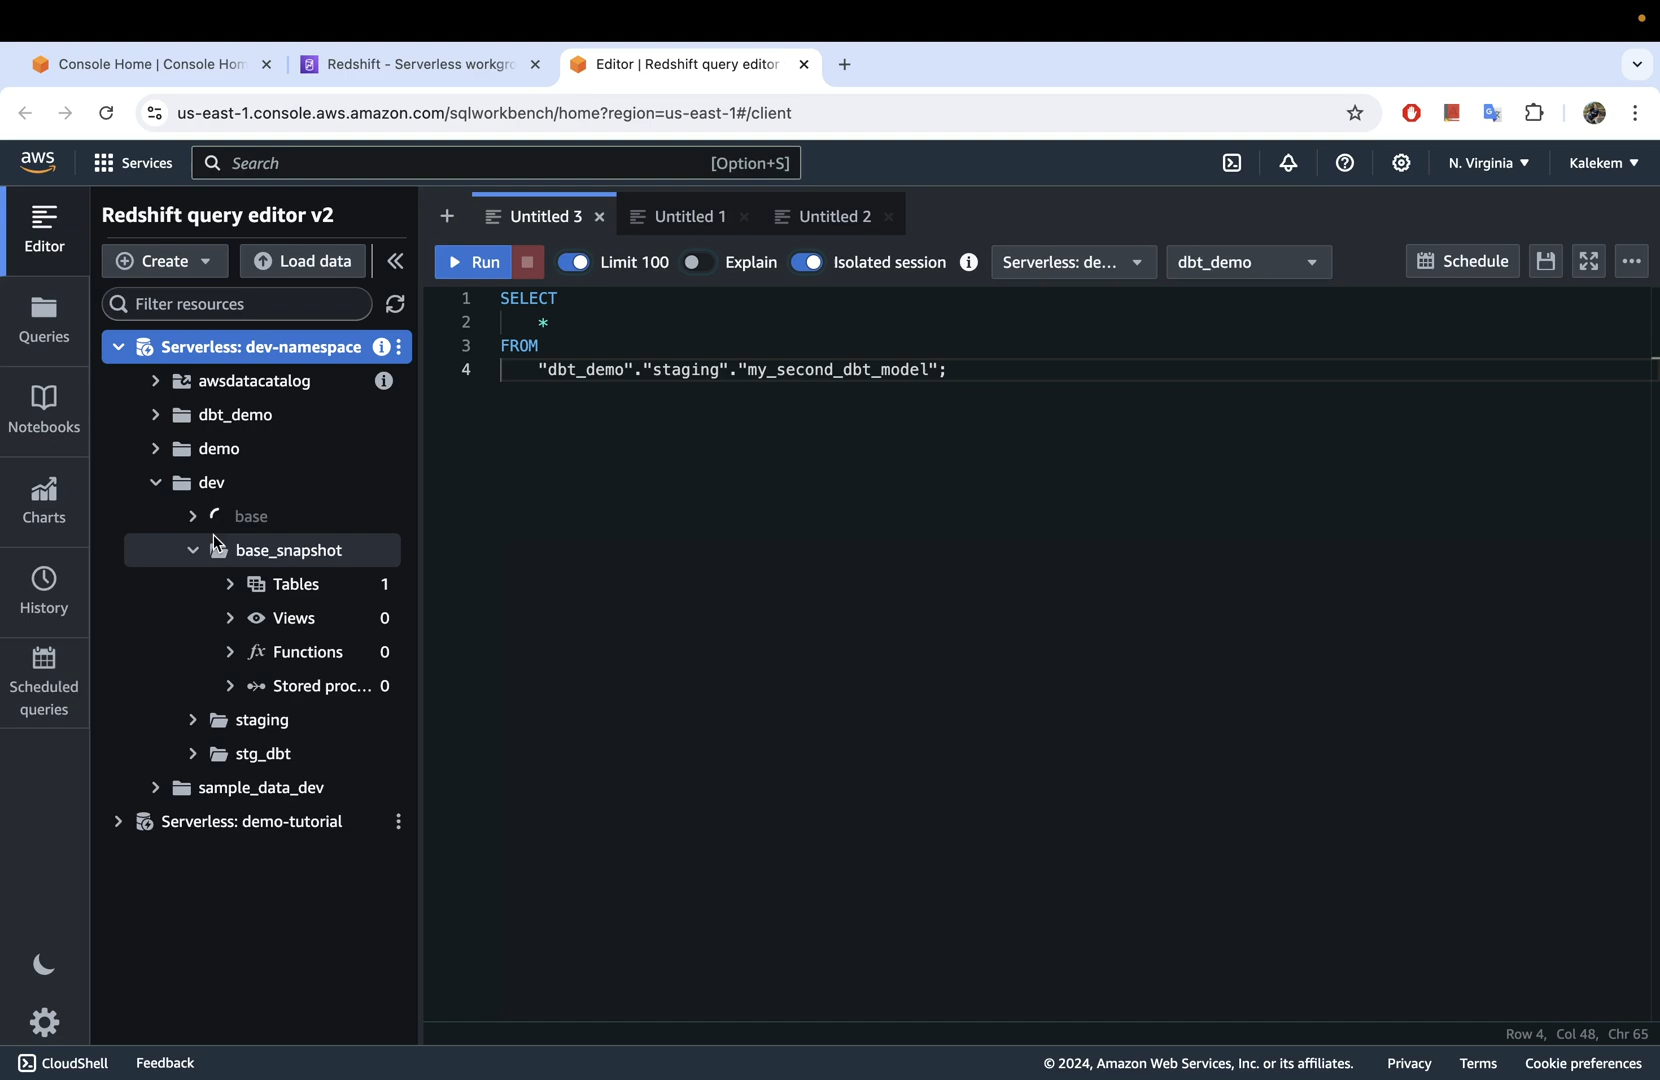 Console Home | Console Hom
Redshift - Serverless workgro
Editor | Redshift query editor
us-east-1.console.aws.amazon.com/sqlworkbench/home?region=us-east-1#/client
aws
Services
Search
[Option+S]
N. Virginia
Kalekem
Editor
Queries
Notebooks
Charts
History
Scheduled
queries
Redshift query editor v2
Create
Load data
Filter resources
Serverless: dev-namespace
awsdatacatalog
dbt_demo
demo
dev
base
base_snapshot
Tables 1
Views 0
Functions 0
Stored proc... 0
staging
stg_dbt
sample_data_dev
Serverless: demo-tutorial
Untitled 3
Untitled 1
Untitled 2
Run
Limit 100
Explain
Isolated session
Serverless: de...
dbt_demo
Schedule
1 SELECT
2 *
3 FROM
4 "dbt_demo"."staging"."my_second_dbt_model";
Row 4, Col 48, Chr 65
CloudShell
Feedback
© 2024, Amazon Web Services, Inc. or its affiliates.
Privacy
Terms
Cookie preferences